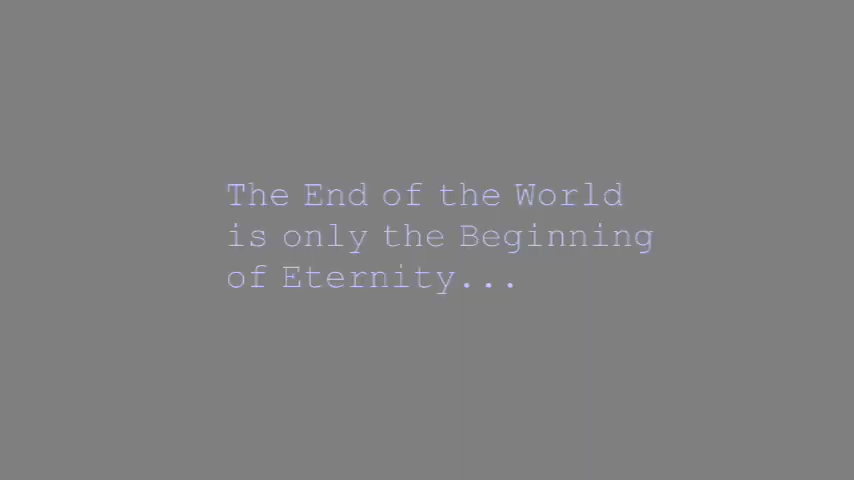 The End of the World
is only the Beginning
of Eternity...